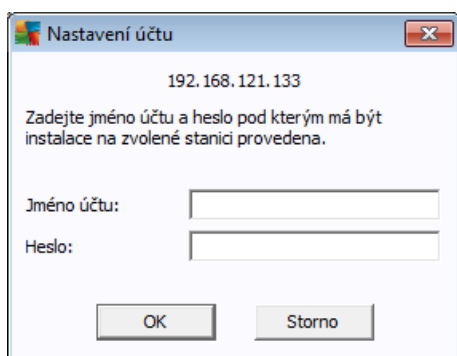 Nastavení účtu
192.168.121.133
Zadejte jméno účtu a heslo pod kterým má být
instalace na zvolené stanici provedena.
Jméno účtu:
Heslo:
OK
Storno